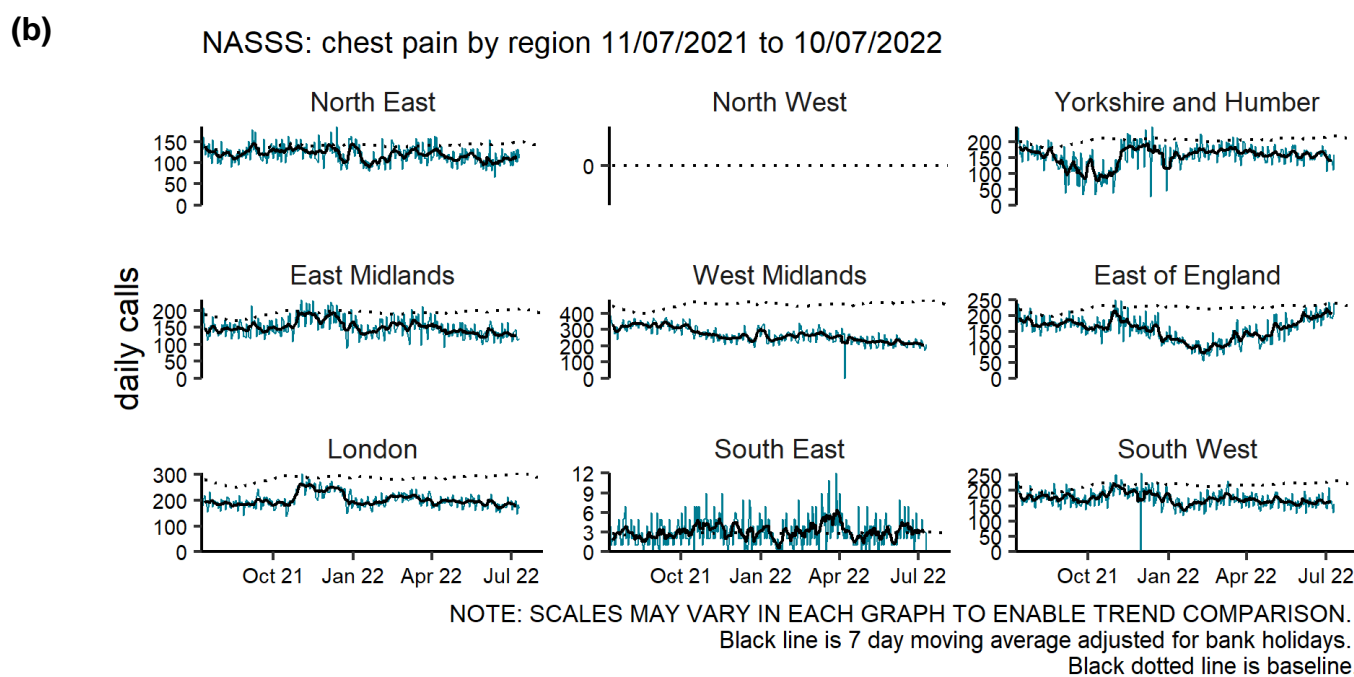 (b)
NASSS: chest pain by region 11/07/2021 to 10/07/2022
daily calls
North East
150
100
50
0
North West
0
Yorkshire and Humber
200
150
100
50
0
East Midlands
200
150
100
50
0
West Midlands
400
300
200
100
0
East of England
250
200
150
100
50
0
London
300
200
100
0
Oct 21 Jan 22 Apr 22 Jul 22
South East
12
9
6
3
0
Oct 21 Jan 22 Apr 22 Jul 22
South West
250
200
150
100
50
0
Oct 21 Jan 22 Apr 22 Jul 22
NOTE: SCALES MAY VARY IN EACH GRAPH TO ENABLE TREND COMPARISON.
Black line is 7 day moving average adjusted for bank holidays.
Black dotted line is baseline